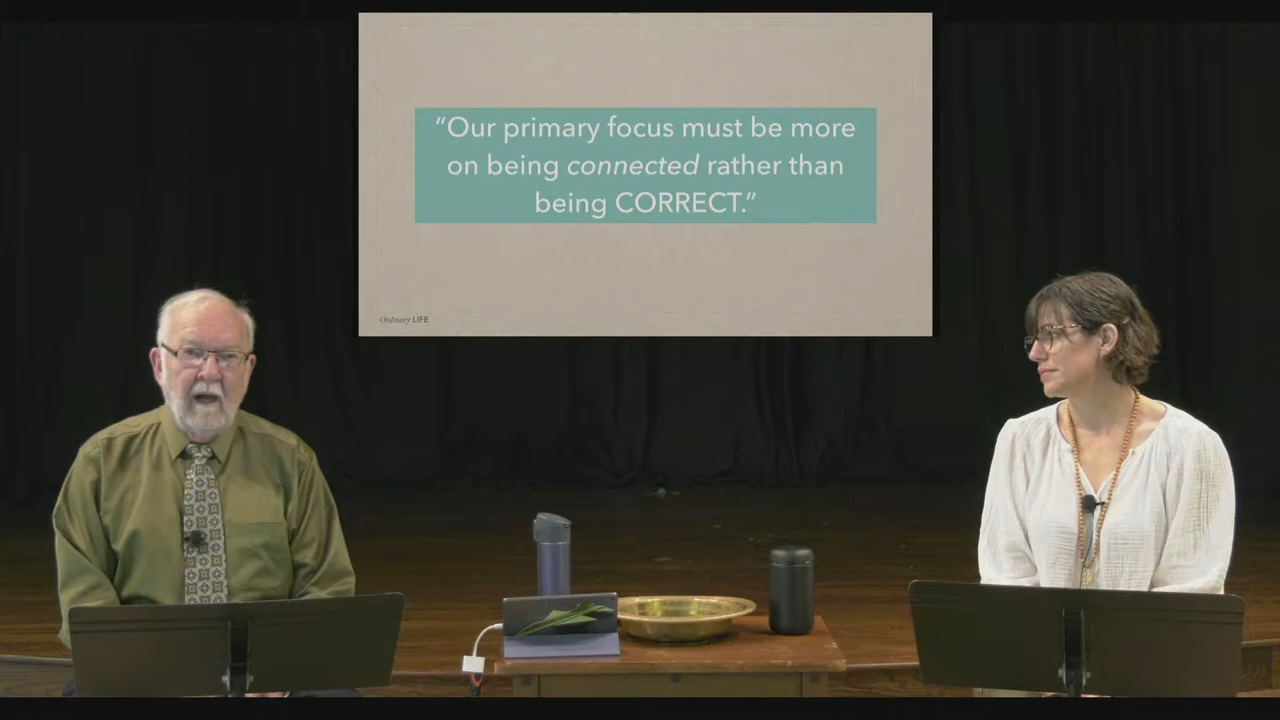 “Our primary focus must be more
on being connected rather than
being CORRECT.”
Ordinary LIFE